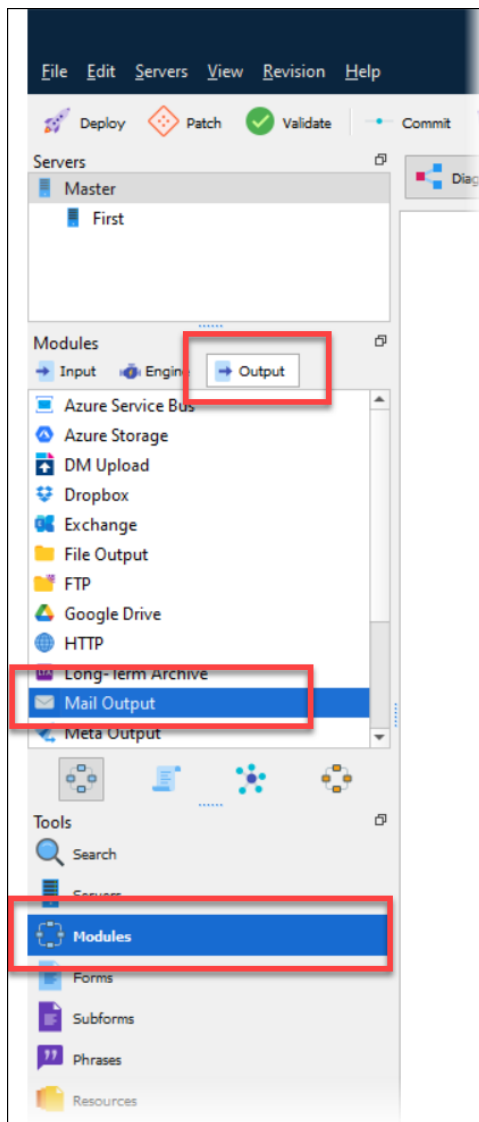 File Edit Servers View Revision Help
Deploy Patch Validate Commit
Servers
Diag
Master
First
Modules
Input Engine Output
Azure Service Bus
Azure Storage
DM Upload
Dropbox
Exchange
File Output
FTP
Google Drive
HTTP
Long-Term Archive
Mail Output
Meta Output
Tools
Search
Servers
Modules
Forms
Subforms
Phrases
Resources